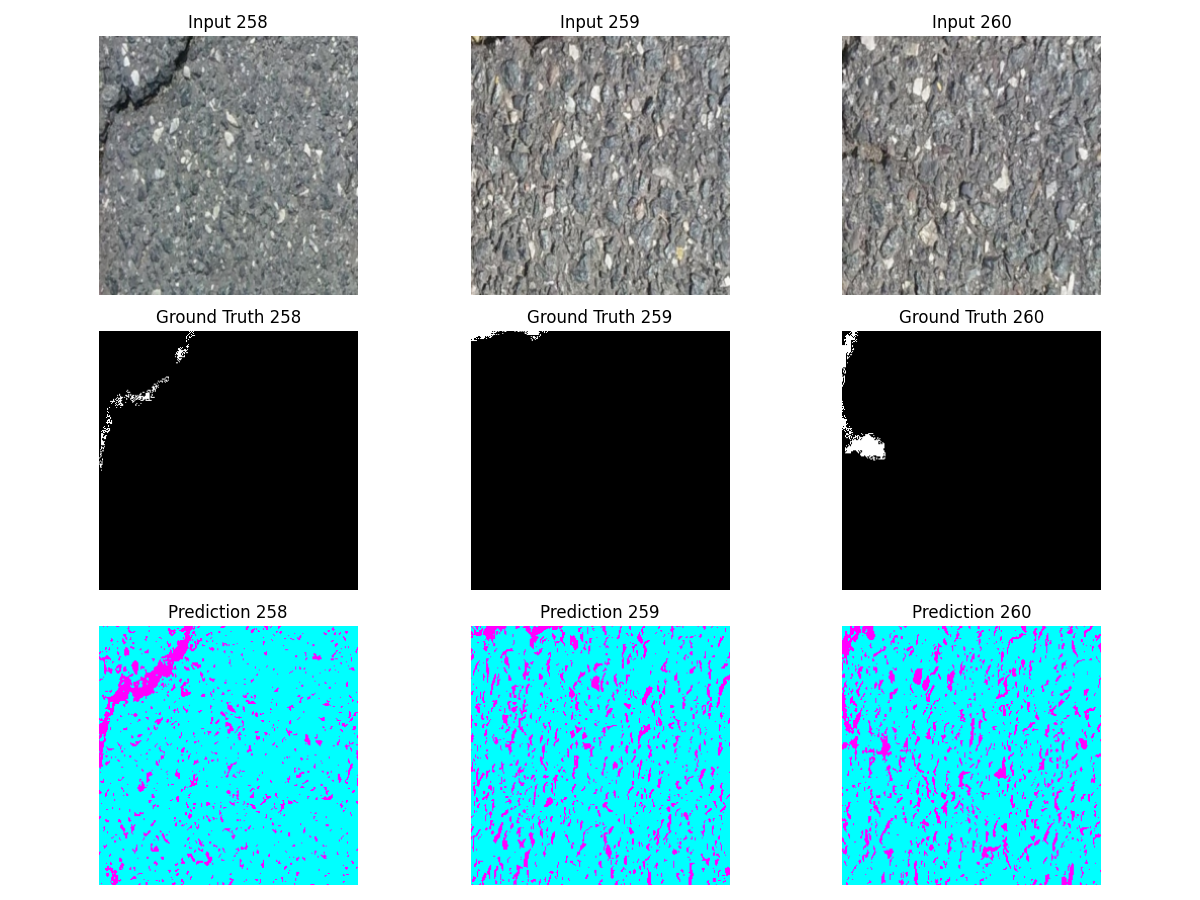 Input 258
Input 259
Input 260
Ground Truth 258
Ground Truth 259
Ground Truth 260
Prediction 258
Prediction 259
Prediction 260